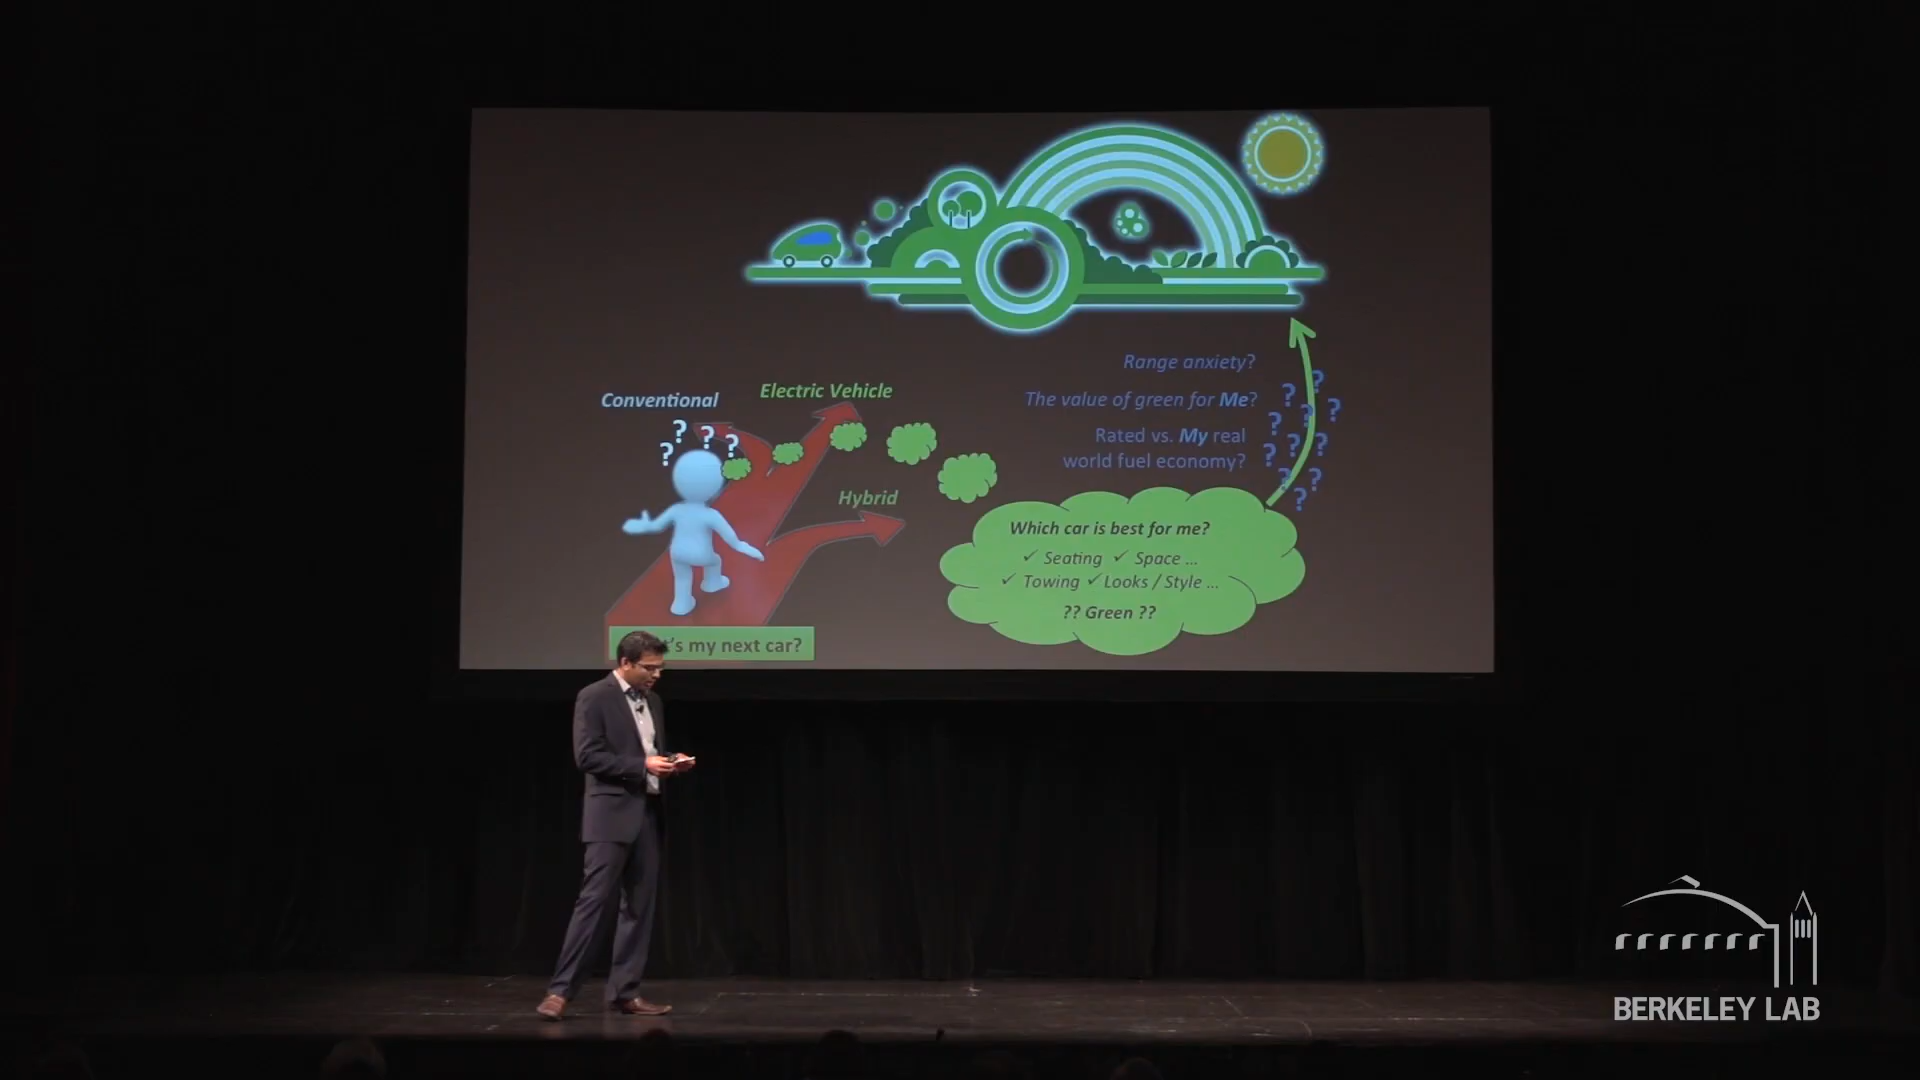 Range anxiety?
Conventional
Electric Vehicle
The value of green for Me?
? ? ? ?
Rated vs. My real
world fuel economy?
? ? ? ? ? ? ? ? ? ? ? ?
Hybrid
Which car is best for me?
✓ Seating ✓ Space ...
✓ Towing ✓ Looks / Style ...
?? Green ??
's my next car?
BERKELEY LAB